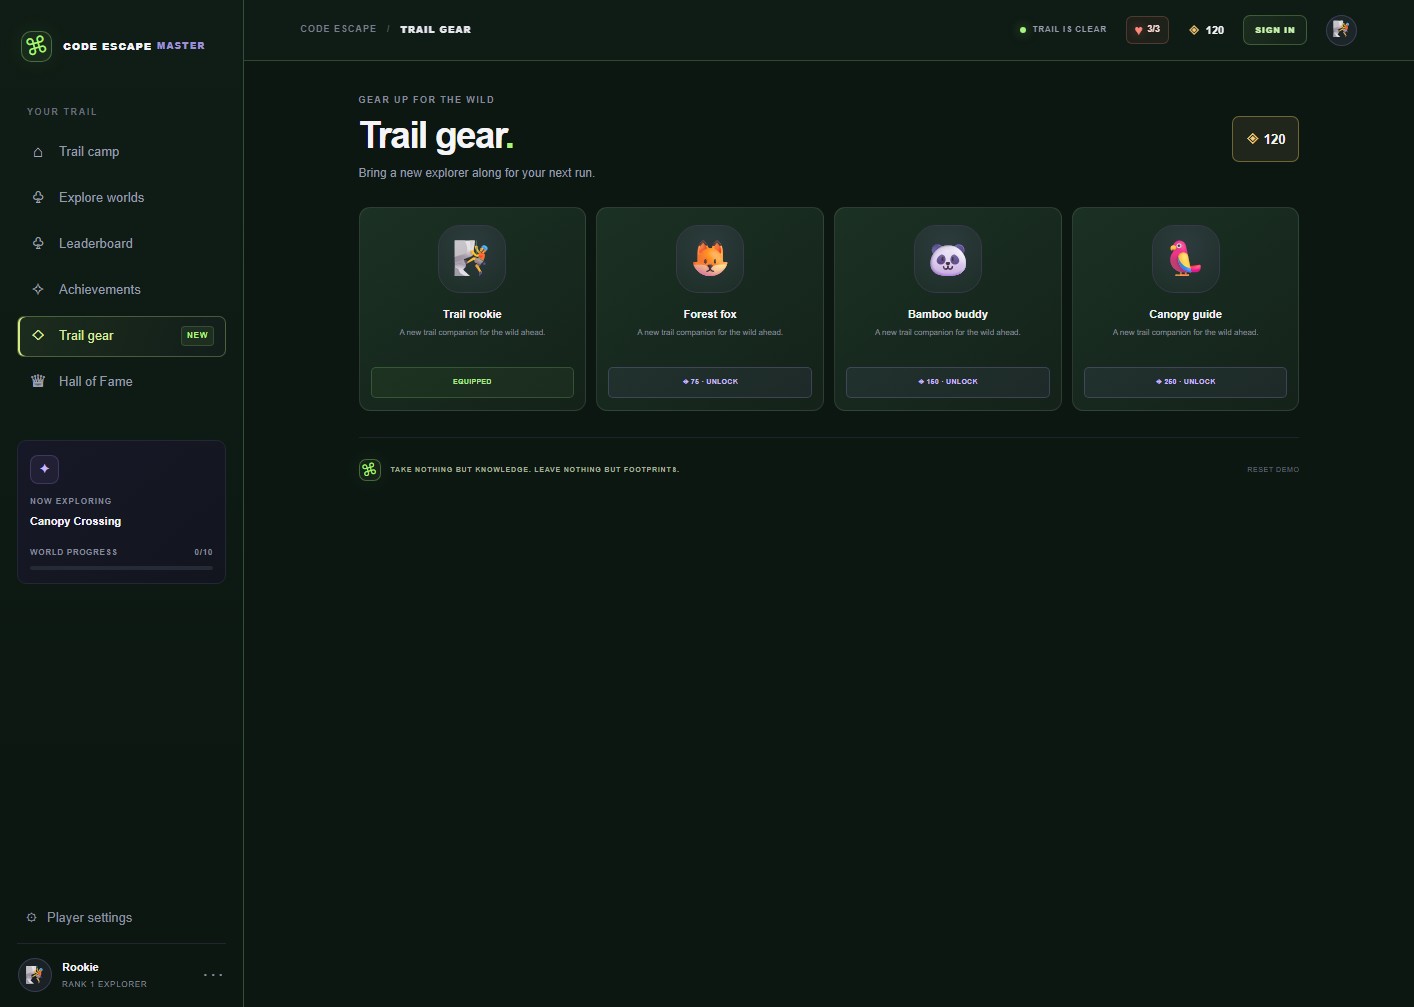 CODE ESCAPE MASTER
YOUR TRAIL
Trail camp
Explore worlds
Leaderboard
Achievements
Trail gear NEW
Hall of Fame
NOW EXPLORING
Canopy Crossing
WORLD PROGRESS 0/10
Player settings
Rookie
RANK 1 EXPLORER
CODE ESCAPE / TRAIL GEAR
TRAIL IS CLEAR
3/3
120
SIGN IN
GEAR UP FOR THE WILD
Trail gear.
Bring a new explorer along for your next run.
120
Trail rookie
A new trail companion for the wild ahead.
EQUIPPED
Forest fox
A new trail companion for the wild ahead.
75 · UNLOCK
Bamboo buddy
A new trail companion for the wild ahead.
150 · UNLOCK
Canopy guide
A new trail companion for the wild ahead.
250 · UNLOCK
TAKE NOTHING BUT KNOWLEDGE. LEAVE NOTHING BUT FOOTPRINTS.
RESET DEMO